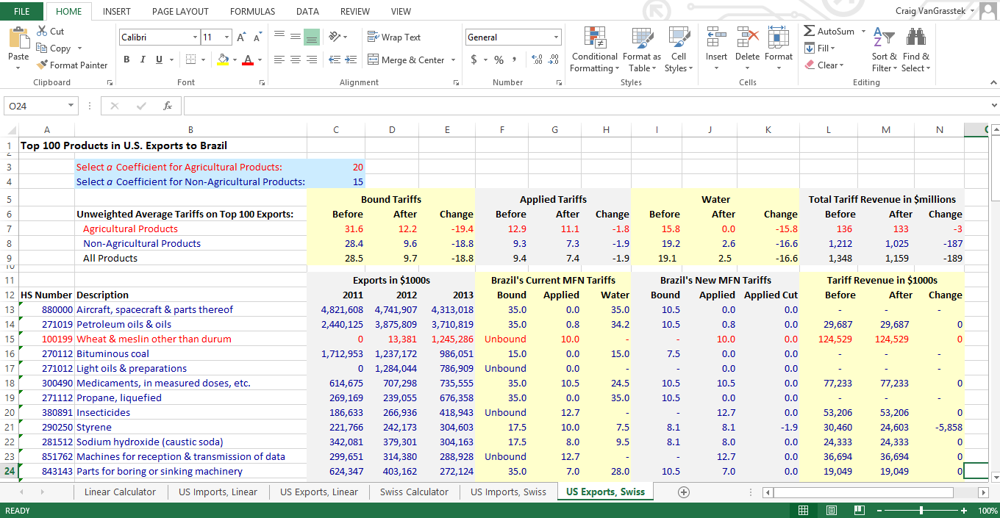 FILE HOME INSERT PAGE LAYOUT FORMULAS DATA REVIEW VIEW Craig VanGrasstek
Cut Calibri 11 Wrap Text General AutoSum
Copy Fill
Paste Format Painter B I U Merge & Center $ % Conditional Formatting Format as Table Cell Styles Insert Delete Format Clear Sort & Filter Find & Select
Clipboard Font Alignment Number Styles Cells Editing
O24 fx
A B C D E F G H I J K L M N
1 Top 100 Products in U.S. Exports to Brazil
3 Select a Coefficient for Agricultural Products: 20
4 Select a Coefficient for Non-Agricultural Products: 15
5 Bound Tariffs Applied Tariffs Water Total Tariff Revenue in $millions
6 Unweighted Average Tariffs on Top 100 Exports: Before After Change Before After Change Before After Change Before After Change
7 Agricultural Products 31.6 12.2 -19.4 12.9 11.1 -1.8 15.8 0.0 -15.8 136 133 -3
8 Non-Agricultural Products 28.4 9.6 -18.8 9.3 7.3 -1.9 19.2 2.6 -16.6 1,212 1,025 -187
9 All Products 28.5 9.7 -18.8 9.4 7.4 -1.9 19.1 2.5 -16.6 1,348 1,159 -189
11 Exports in $1000s Brazil's Current MFN Tariffs Brazil's New MFN Tariffs Tariff Revenue in $1000s
12 HS Number Description 2011 2012 2013 Bound Applied Water Bound Applied Applied Cut Before After Change
13 880000 Aircraft, spacecraft & parts thereof 4,821,608 4,741,907 4,313,018 35.0 0.0 35.0 10.5 0.0 0.0 - - -
14 271019 Petroleum oils & oils 2,440,125 3,875,809 3,710,819 35.0 0.8 34.2 10.5 0.8 0.0 29,687 29,687 0
15 100199 Wheat & meslin other than durum 0 13,381 1,245,286 Unbound 10.0 - - 10.0 0.0 124,529 124,529 0
16 270112 Bituminous coal 1,712,953 1,237,172 986,051 15.0 0.0 15.0 7.5 0.0 0.0 - - -
17 271012 Light oils & preparations 0 1,284,044 786,909 Unbound 0.0 - - 0.0 0.0 - - -
18 300490 Medicaments, in measured doses, etc. 614,675 707,298 735,555 35.0 10.5 24.5 10.5 10.5 0.0 77,233 77,233 0
19 271112 Propane, liquefied 269,169 239,055 676,358 35.0 0.0 35.0 10.5 0.0 0.0 - - -
20 380891 Insecticides 186,633 266,936 418,943 Unbound 12.7 - - 12.7 0.0 53,206 53,206 0
21 290250 Styrene 221,766 242,173 304,603 17.5 10.0 7.5 8.1 8.1 -1.9 30,460 24,603 -5,858
22 281512 Sodium hydroxide (caustic soda) 342,081 379,301 304,163 17.5 8.0 9.5 8.1 8.0 0.0 24,333 24,333 0
23 851762 Machines for reception & transmission of data 299,651 314,380 288,928 Unbound 12.7 - - 12.7 0.0 36,694 36,694 0
24 843143 Parts for boring or sinking machinery 624,347 403,162 272,124 35.0 7.0 28.0 10.5 7.0 0.0 19,049 19,049 0
Linear Calculator US Imports, Linear US Exports, Linear Swiss Calculator US Imports, Swiss US Exports, Swiss
READY 100%